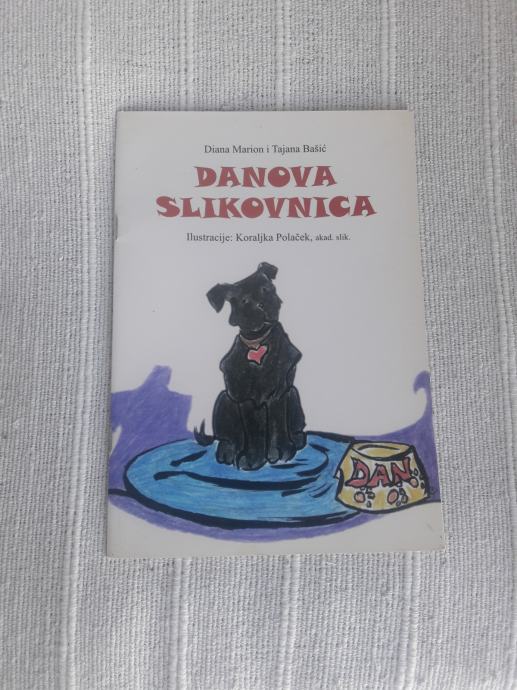 Diana Marion i Tajana Bašić
DANOVA
SLIKOVNICA
Ilustracije: Koraljka Polaček, akad. slik.
DAN